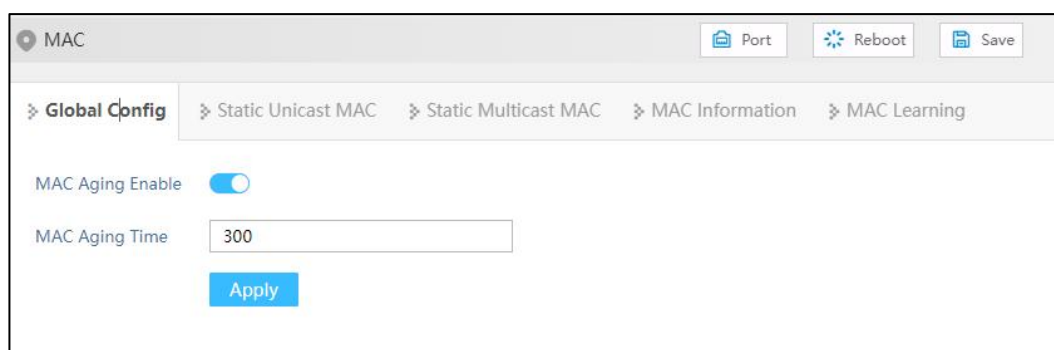 MAC Port Reboot Save
Global Config Static Unicast MAC Static Multicast MAC MAC Information MAC Learning
MAC Aging Enable
MAC Aging Time 300
Apply